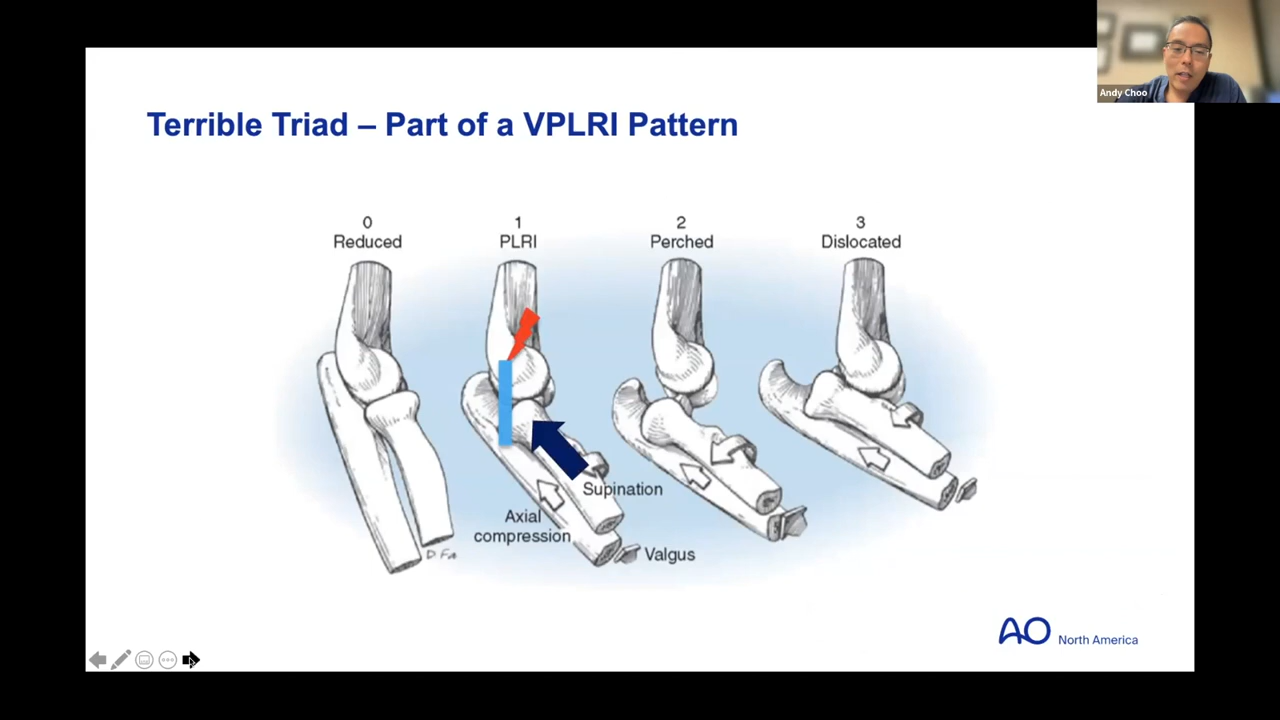 Andy Choo
Terrible Triad – Part of a VPLRI Pattern
0
Reduced
1
PLRI
2
Perched
3
Dislocated
Supination
Axial
compression
Valgus
AO North America